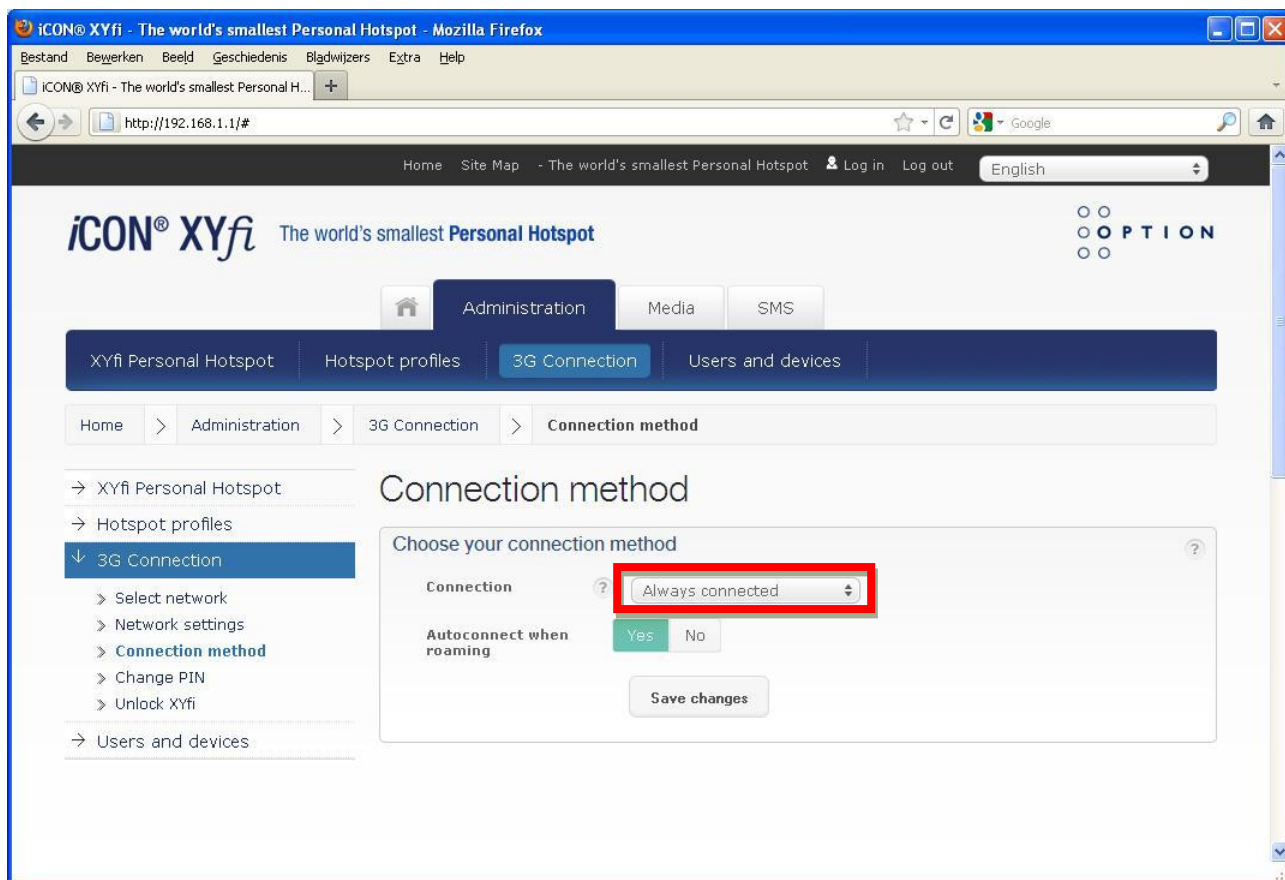 iCON® XYfi - The world's smallest Personal Hotspot - Mozilla Firefox
Bestand Bewerken Beeld Geschiedenis Bladwijzers Extra Help
iCON® XYfi - The world's smallest Personal H...
http://192.168.1.1/#
Google
Home Site Map - The world's smallest Personal Hotspot Log in Log out English
iCON® XYfi The world's smallest Personal Hotspot
OPTION
Administration Media SMS
XYfi Personal Hotspot Hotspot profiles 3G Connection Users and devices
Home > Administration > 3G Connection > Connection method
XYfi Personal Hotspot
Hotspot profiles
3G Connection
Select network
Network settings
Connection method
Change PIN
Unlock XYfi
Users and devices
Connection method
Choose your connection method ?
Connection ? Always connected
Autoconnect when
roaming
Yes No
Save changes